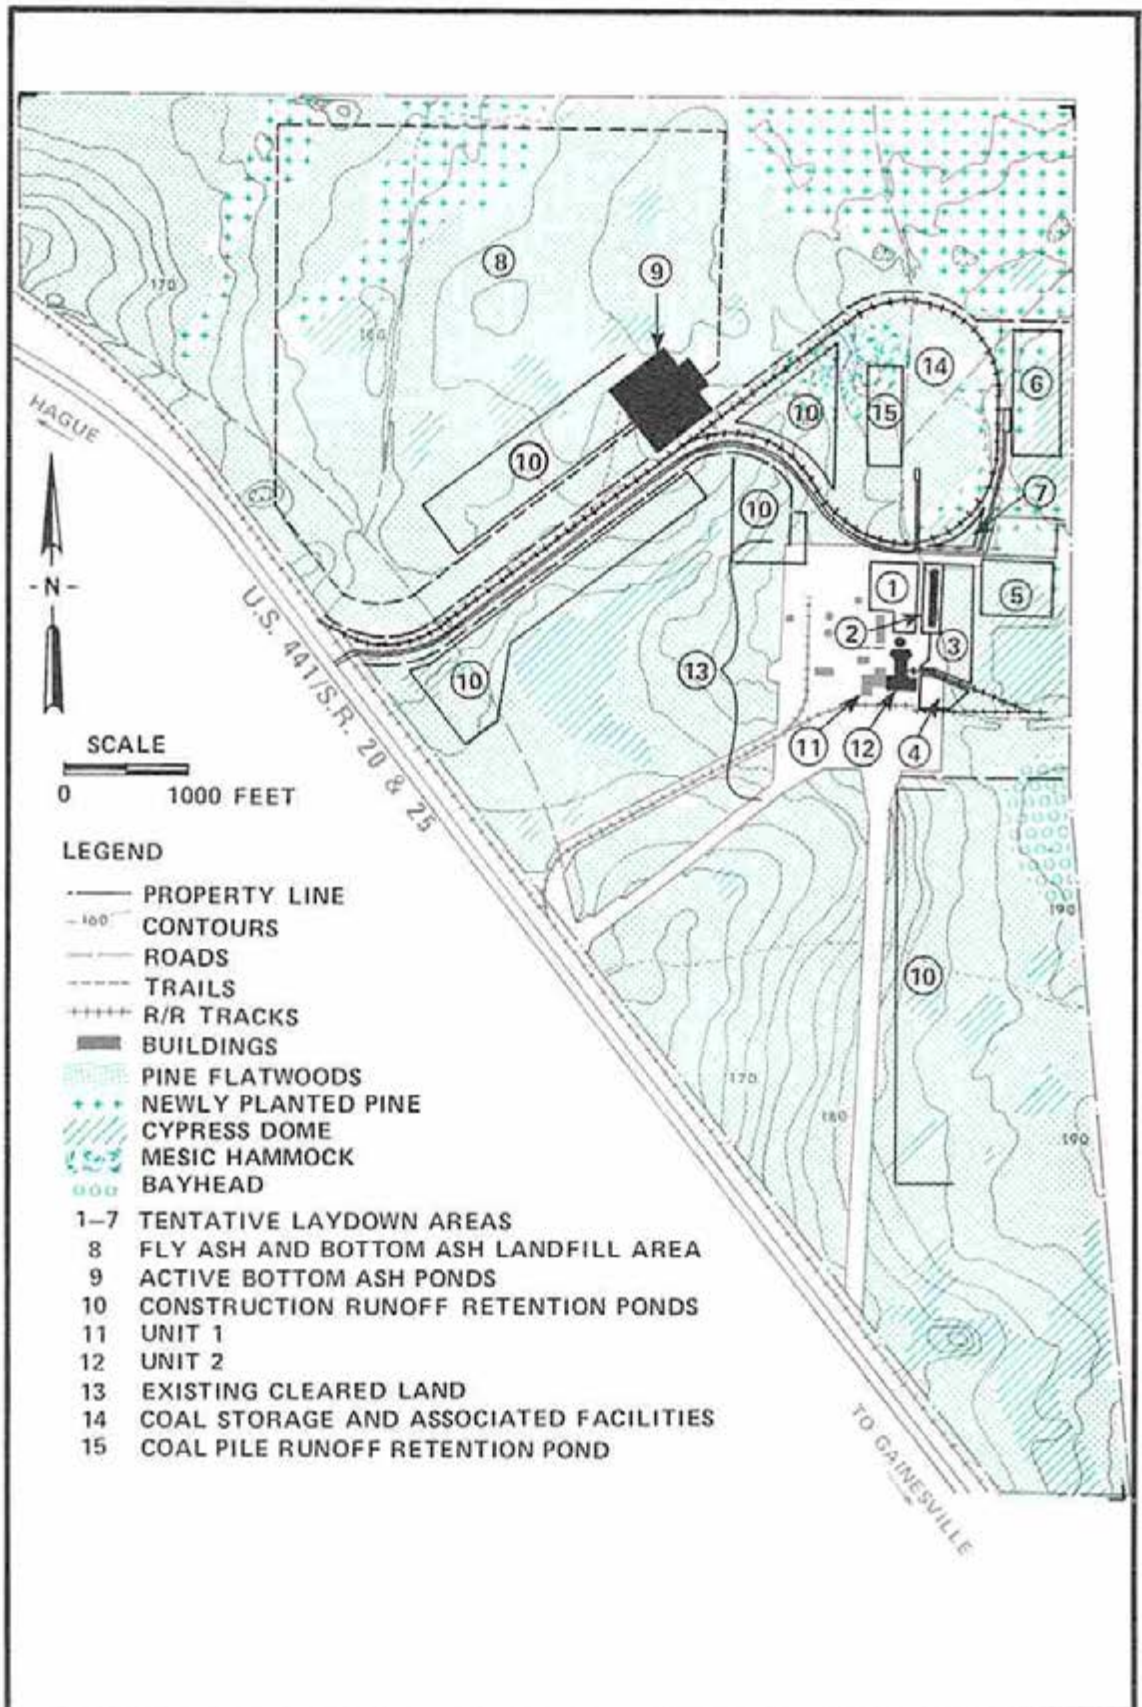 170
160
8
9
14
6
10
15
10
HAGUE
7
10
- N -
1
5
2
3
13
10
11
12
4
U.S. 441/S.R. 20 & 25
SCALE
0 1000 FEET
190
10
170
180
190
LEGEND
PROPERTY LINE
160 CONTOURS
ROADS
TRAILS
R/R TRACKS
BUILDINGS
PINE FLATWOODS
NEWLY PLANTED PINE
CYPRESS DOME
MESIC HAMMOCK
BAYHEAD
1–7 TENTATIVE LAYDOWN AREAS
8 FLY ASH AND BOTTOM ASH LANDFILL AREA
9 ACTIVE BOTTOM ASH PONDS
10 CONSTRUCTION RUNOFF RETENTION PONDS
11 UNIT 1
12 UNIT 2
13 EXISTING CLEARED LAND
14 COAL STORAGE AND ASSOCIATED FACILITIES
15 COAL PILE RUNOFF RETENTION POND
TO GAINESVILLE